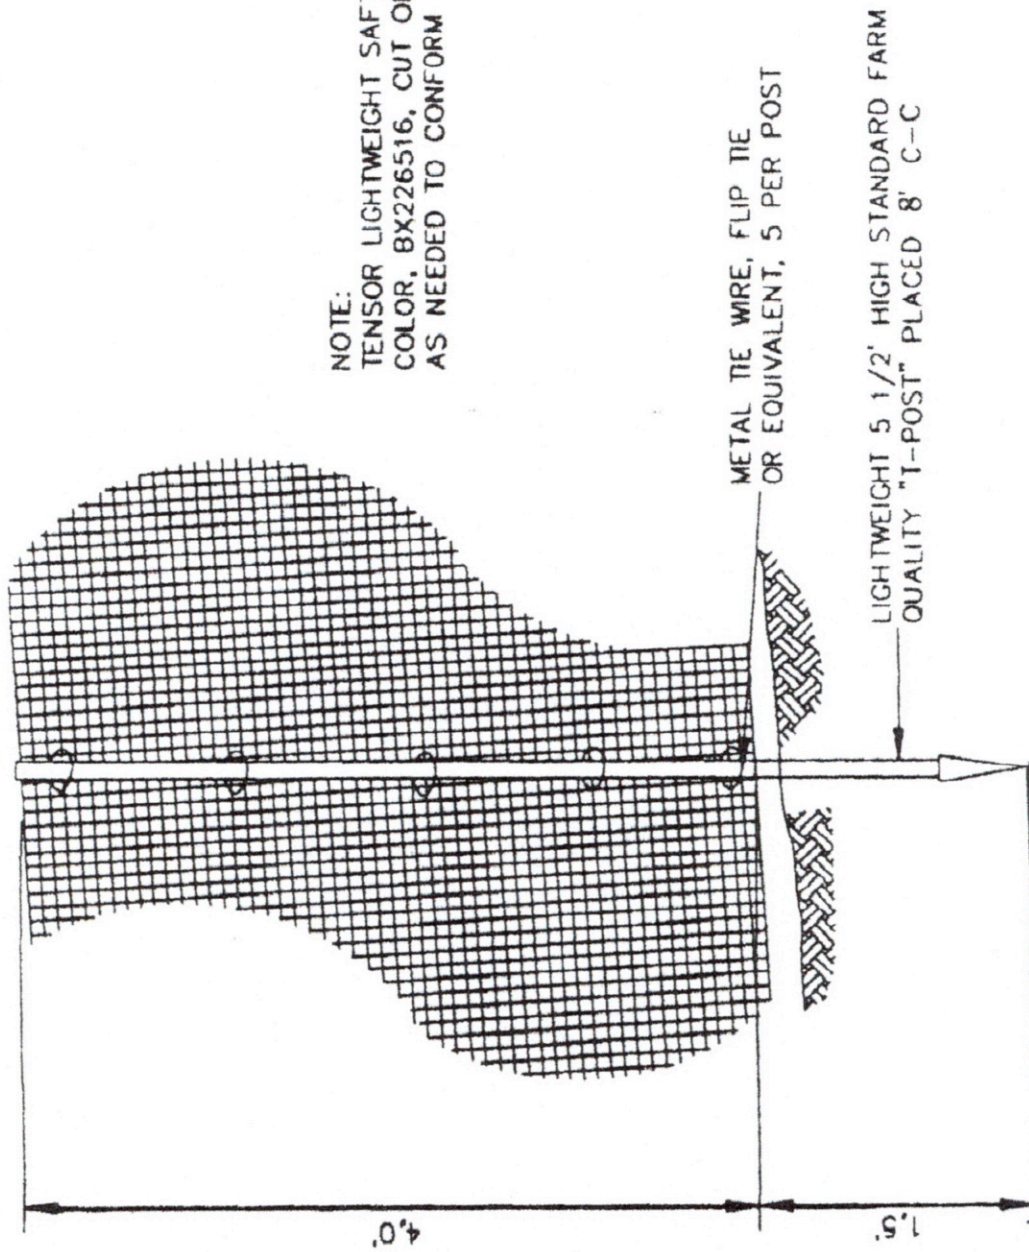 NOTE:
TENSOR LIGHTWEIGHT
COLOR, BX226516, CUT
AS NEEDED TO CONFORM
METAL TIE WIRE, FLIP TIE
OR EQUIVALENT, 5 PER POST
LIGHTWEIGHT 5 1/2' HIGH STANDARD FARM
QUALITY "T-POST" PLACED 8' C-C
4.0'
1.5'